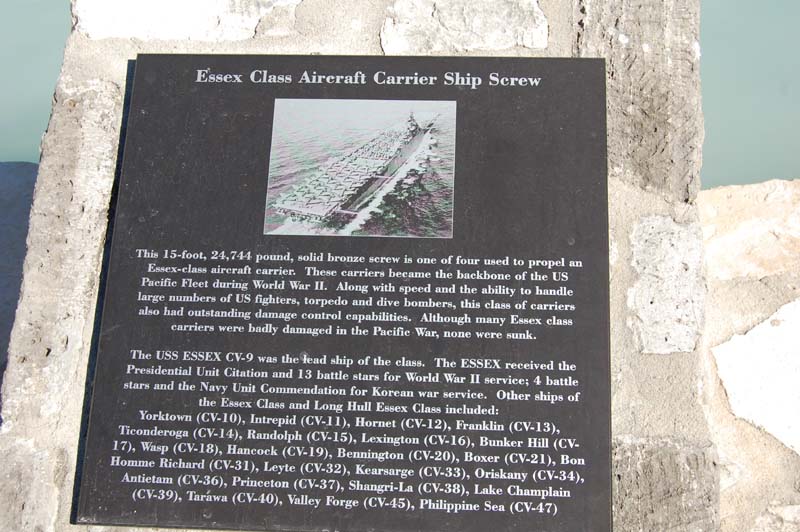 Essex Class Aircraft Carrier Ship Screw
This 15-foot, 24,744 pound, solid bronze screw is one of four used to propel an
Essex-class aircraft carrier. These carriers became the backbone of the US
Pacific Fleet during World War II. Along with speed and the ability to handle
large numbers of US fighters, torpedo and dive bombers, this class of carriers
also had outstanding damage control capabilities. Although many Essex class
carriers were badly damaged in the Pacific War, none were sunk.
The USS ESSEX CV-9 was the lead ship of the class. The ESSEX received the
Presidential Unit Citation and 13 battle stars for World War II service; 4 battle
stars and the Navy Unit Commendation for Korean war service. Other ships of
the Essex Class and Long Hull Essex Class included:
Yorktown (CV-10), Intrepid (CV-11), Hornet (CV-12), Franklin (CV-13),
Ticonderoga (CV-14), Randolph (CV-15), Lexington (CV-16), Bunker Hill (CV-
17), Wasp (CV-18), Hancock (CV-19), Bennington (CV-20), Boxer (CV-21), Bon
Homme Richard (CV-31), Leyte (CV-32), Kearsarge (CV-33), Oriskany (CV-34),
Antietam (CV-36), Princeton (CV-37), Shangri-La (CV-38), Lake Champlain
(CV-39), Tarawa (CV-40), Valley Forge (CV-45), Philippine Sea (CV-47)